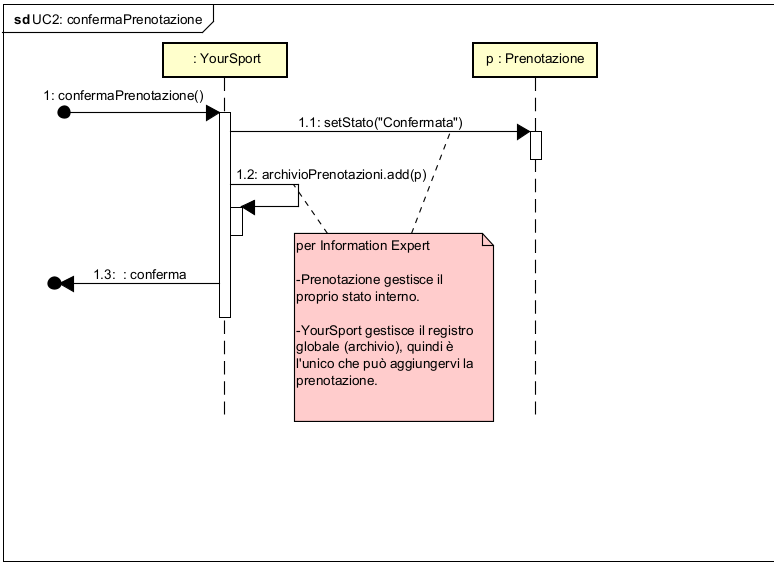 sd UC2: confermaPrenotazione
: YourSport
p : Prenotazione
1: confermaPrenotazione()
1.1: setStato("Confermata")
1.2: archivioPrenotazioni.add(p)
1.3:  : conferma
per Information Expert
-Prenotazione gestisce il
proprio stato interno.
-YourSport gestisce il registro
globale (archivio), quindi è
l'unico che può aggiungervi la
prenotazione.